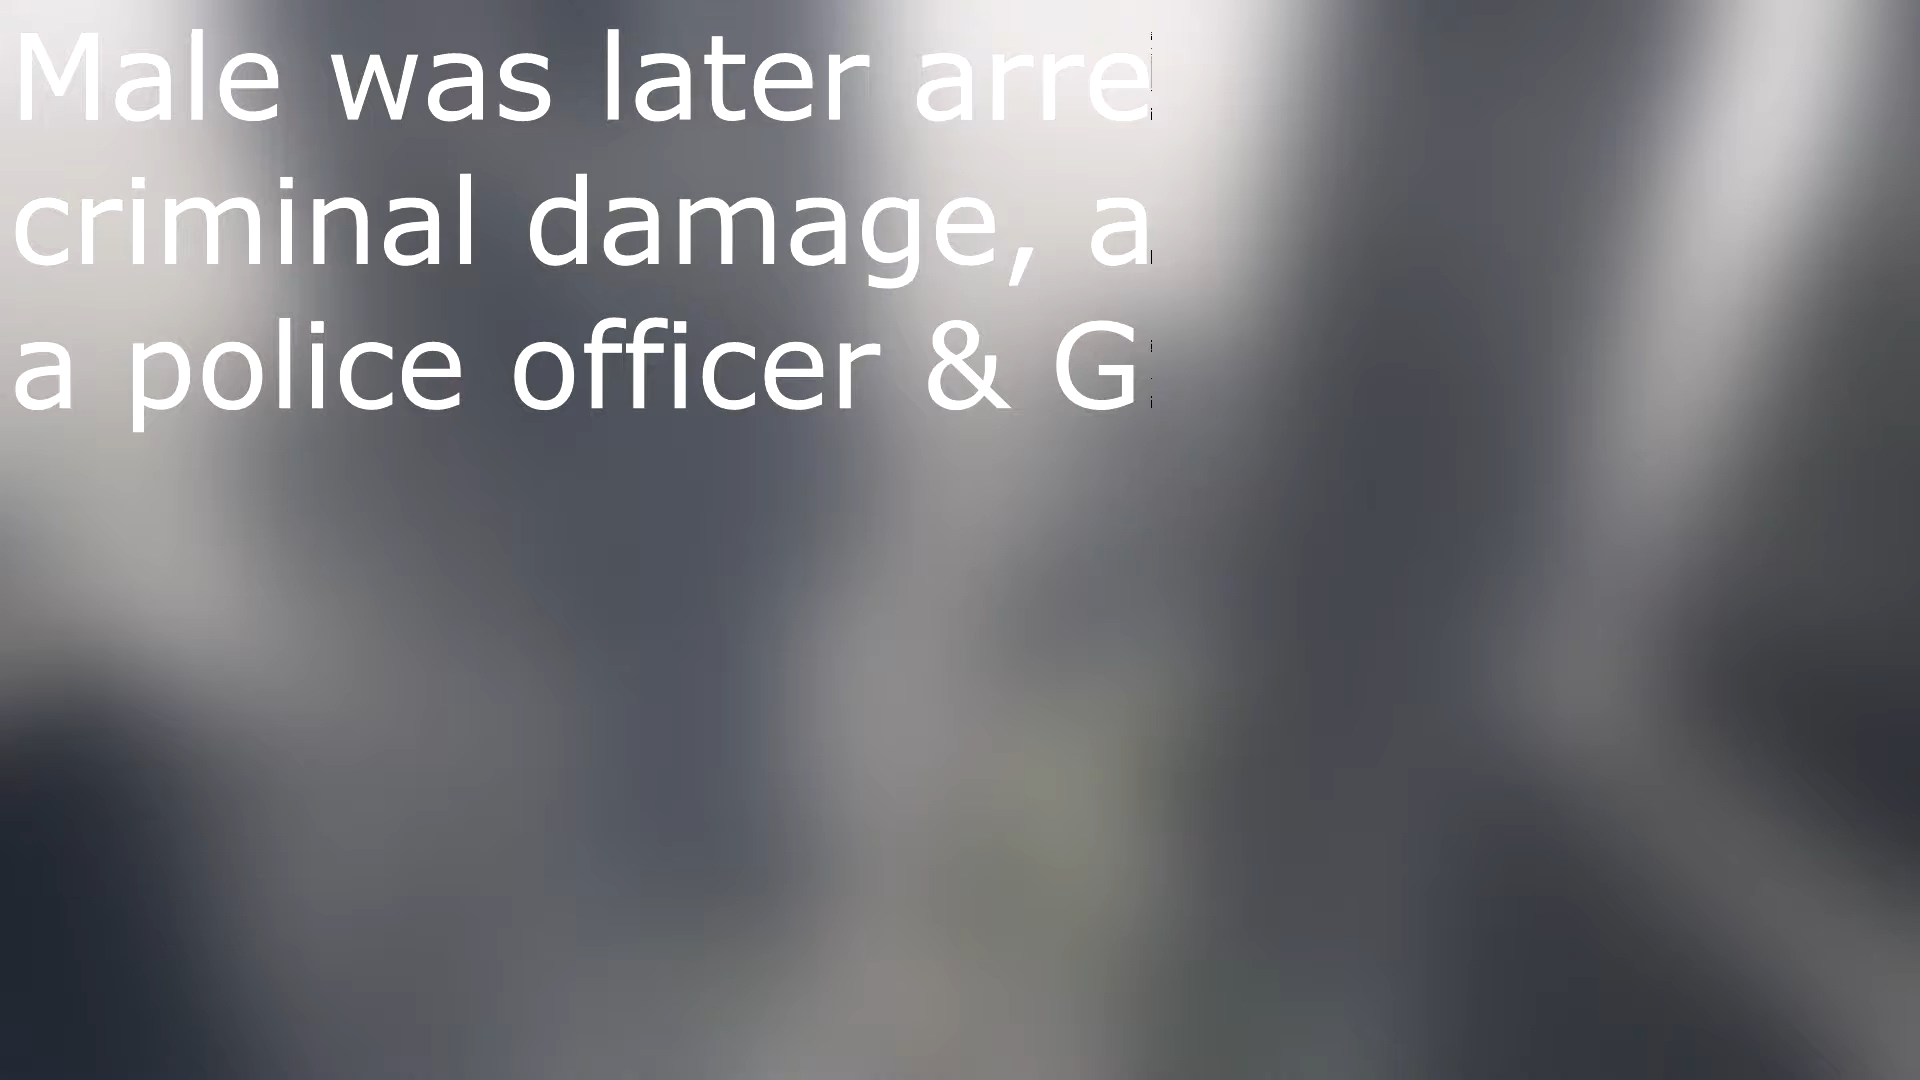 Male was later arre
criminal damage, a
a police officer & G